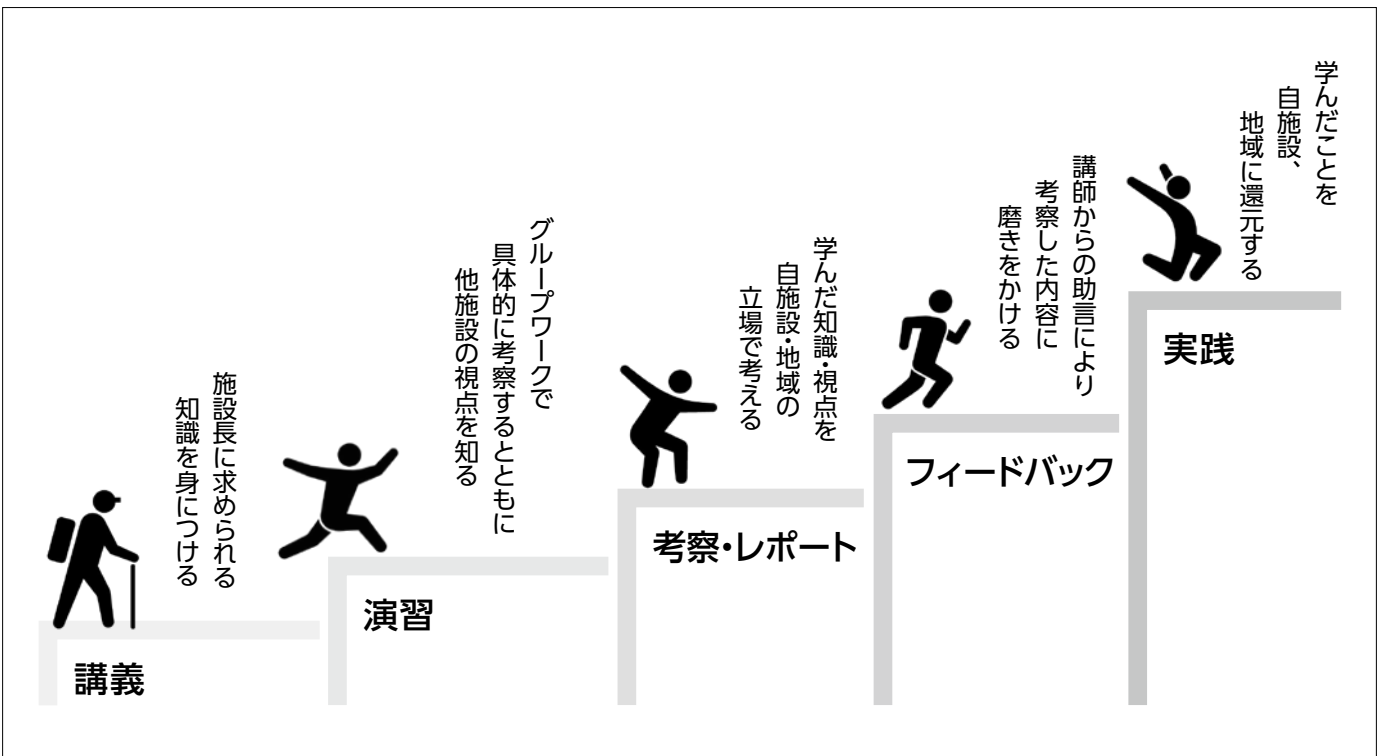 施設長に求められる
知識を身につける
講義
グループワークで
具体的に考察するとともに
他施設の視点を知る
演習
学んだ知識・視点を
自施設・地域の
立場で考える
考察・レポート
講師からの助言により
考察した内容に
磨きをかける
フィードバック
学んだことを
自施設、
地域に還元する
実践